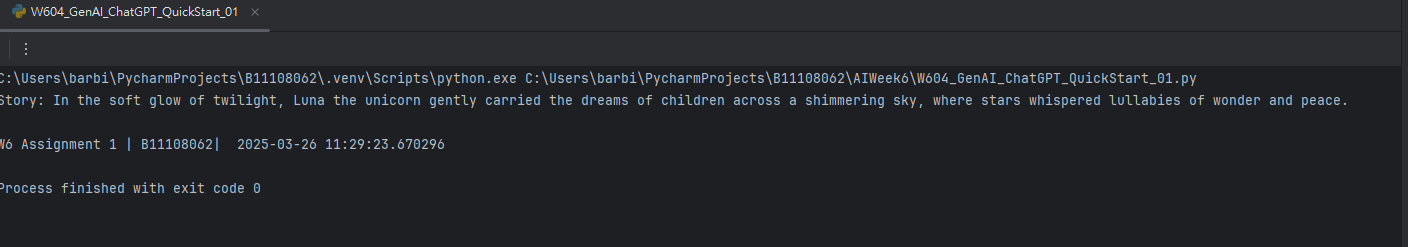 W604_GenAI_ChatGPT_QuickStart_01
C:\Users\barbi\PycharmProjects\B11108062\.venv\Scripts\python.exe C:\Users\barbi\PycharmProjects\B11108062\AIWeek6\W604_GenAI_ChatGPT_QuickStart_01.py
Story: In the soft glow of twilight, Luna the unicorn gently carried the dreams of children across a shimmering sky, where stars whispered lullabies of wonder and peace.
W6 Assignment 1 | B11108062|  2025-03-26 11:29:23.670296
Process finished with exit code 0